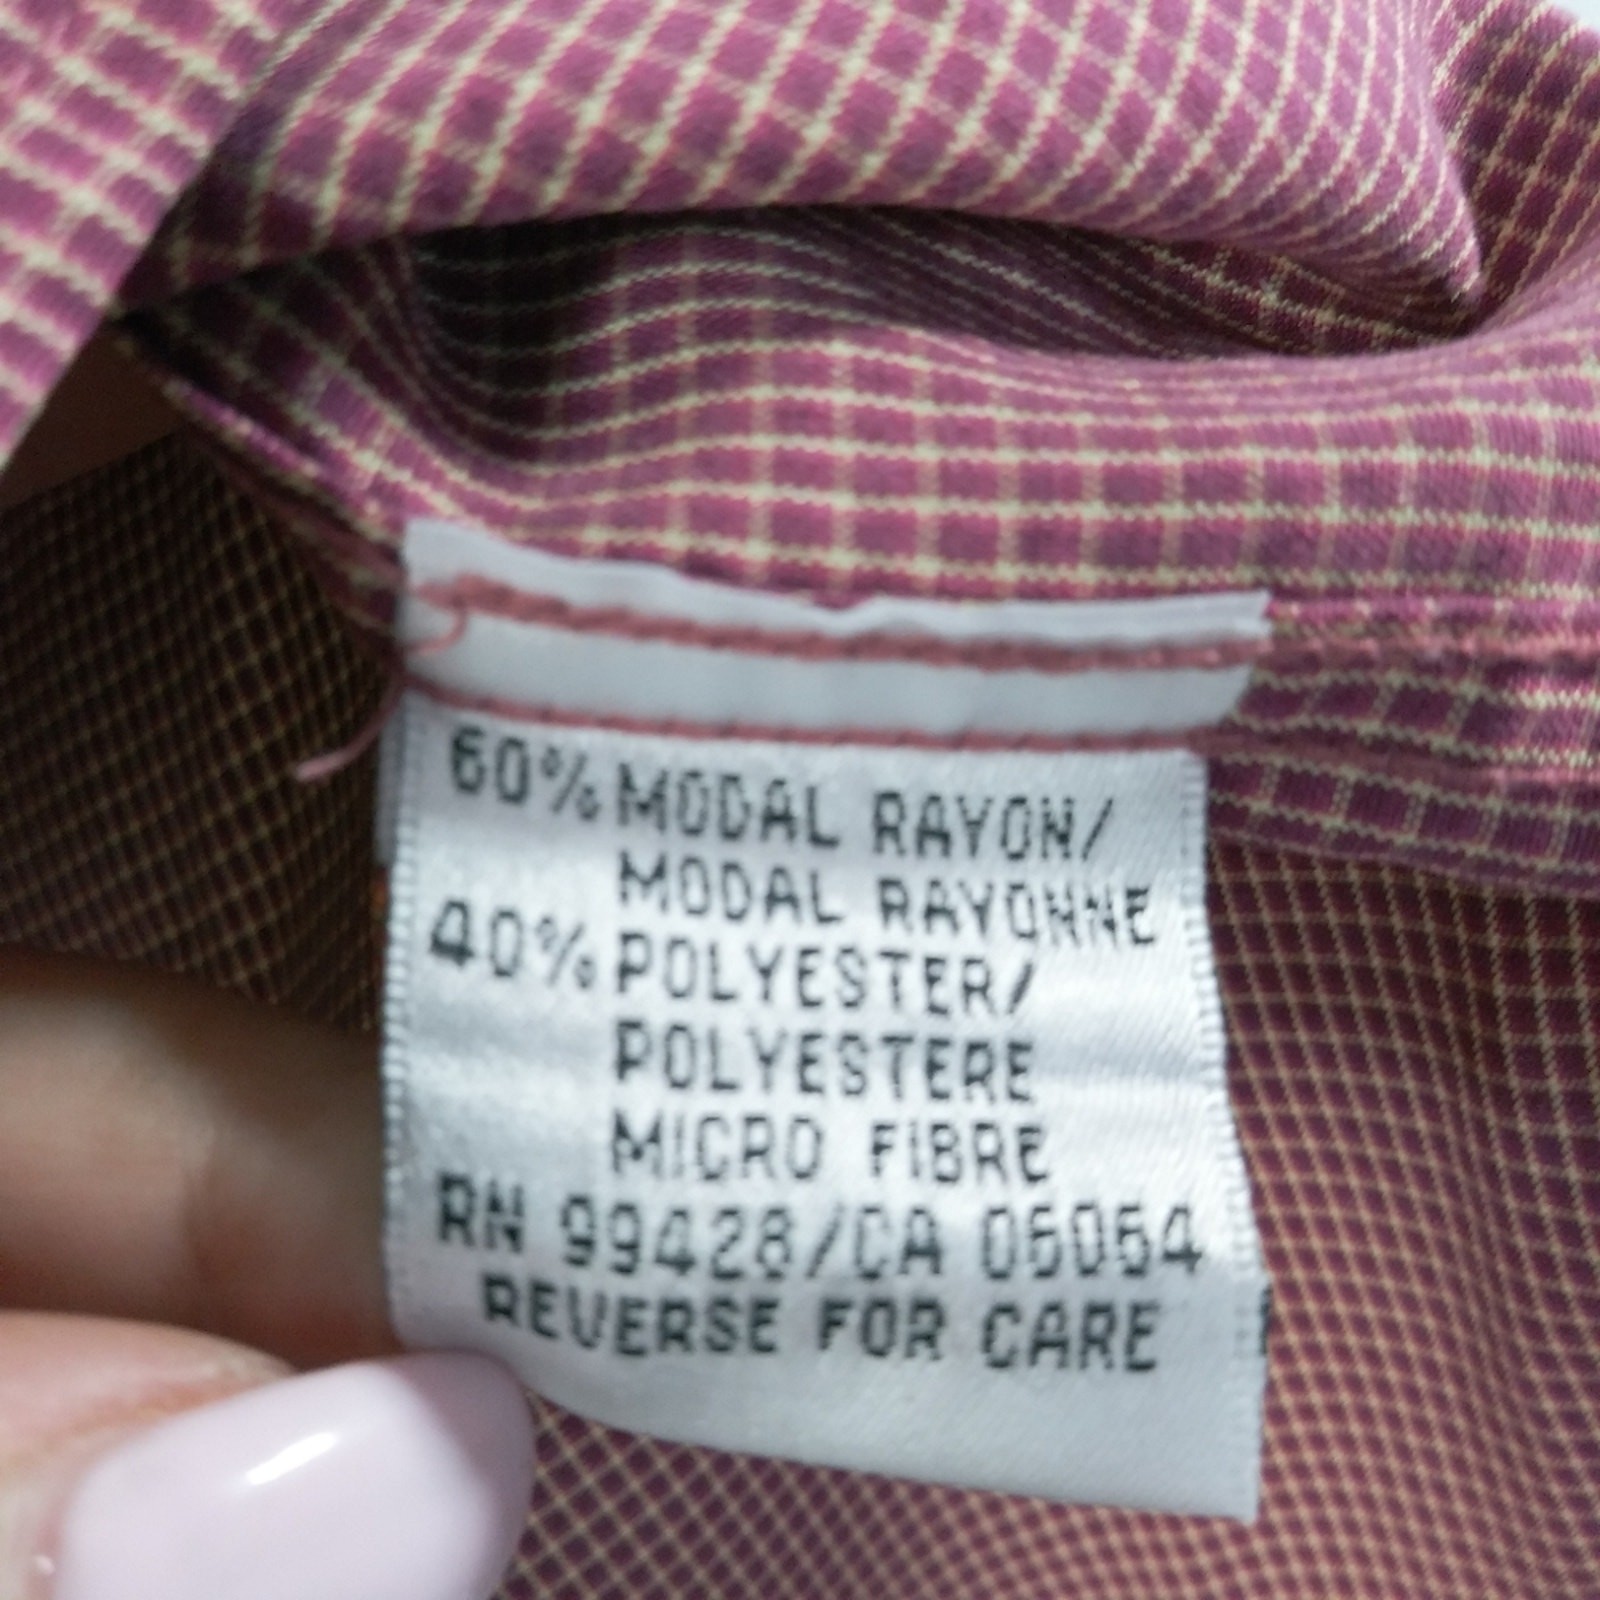 60% MODAL RAYON/
MODAL RAYONNE
40% POLYESTER/
POLYESTERE
MICRO FIBRE
RN 99428/CA 05054
REVERSE FOR CARE